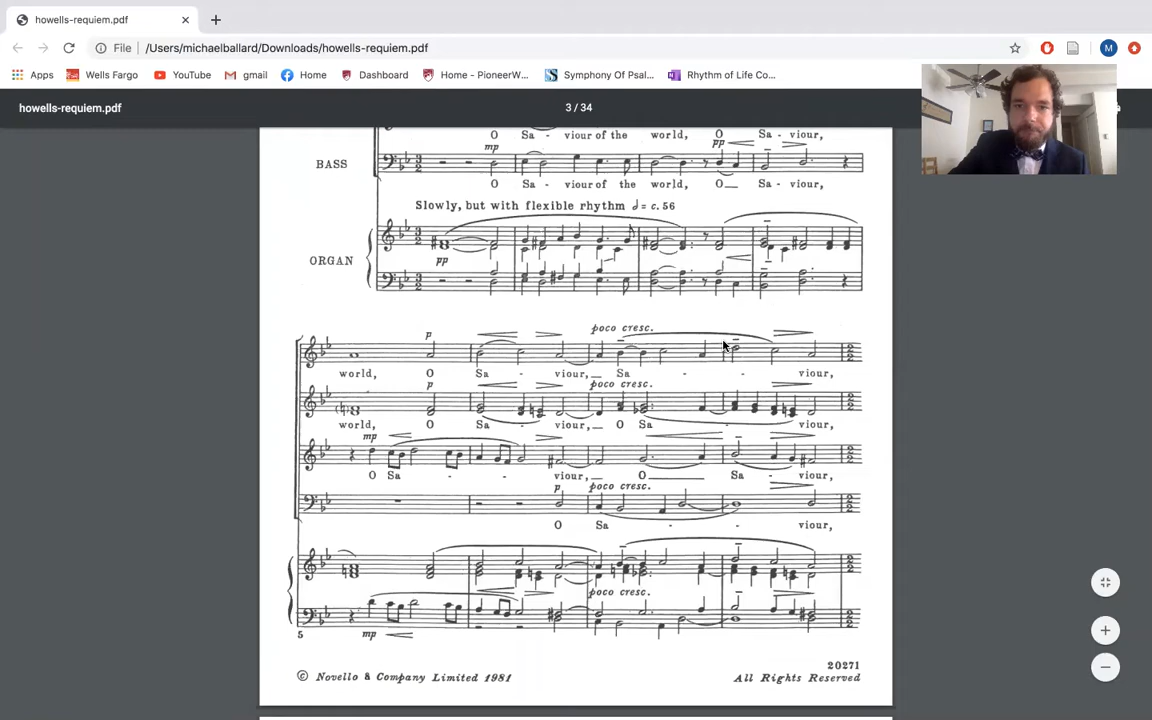 howells-requiem.pdf
File /Users/michaelballard/Downloads/howells-requiem.pdf M
Apps Wells Fargo YouTube gmail Home Dashboard Home - PioneerW... Symphony Of Psal... Rhythm of Life Co...
howells-requiem.pdf 3 / 34
O Sa - viour of the world, O Sa - viour,
mp pp
BASS
O Sa - viour of the world, O Sa - viour,
Slowly, but with flexible rhythm = c. 56
ORGAN
pp
p poco cresc.
world, O Sa - viour, Sa - - viour,
p poco cresc.
world, O Sa - viour, O Sa - viour,
mp
O Sa - - - viour, O Sa - viour,
p poco cresc.
O Sa - - viour,
poco cresc.
5 mp
20271
© Novello & Company Limited 1981 All Rights Reserved